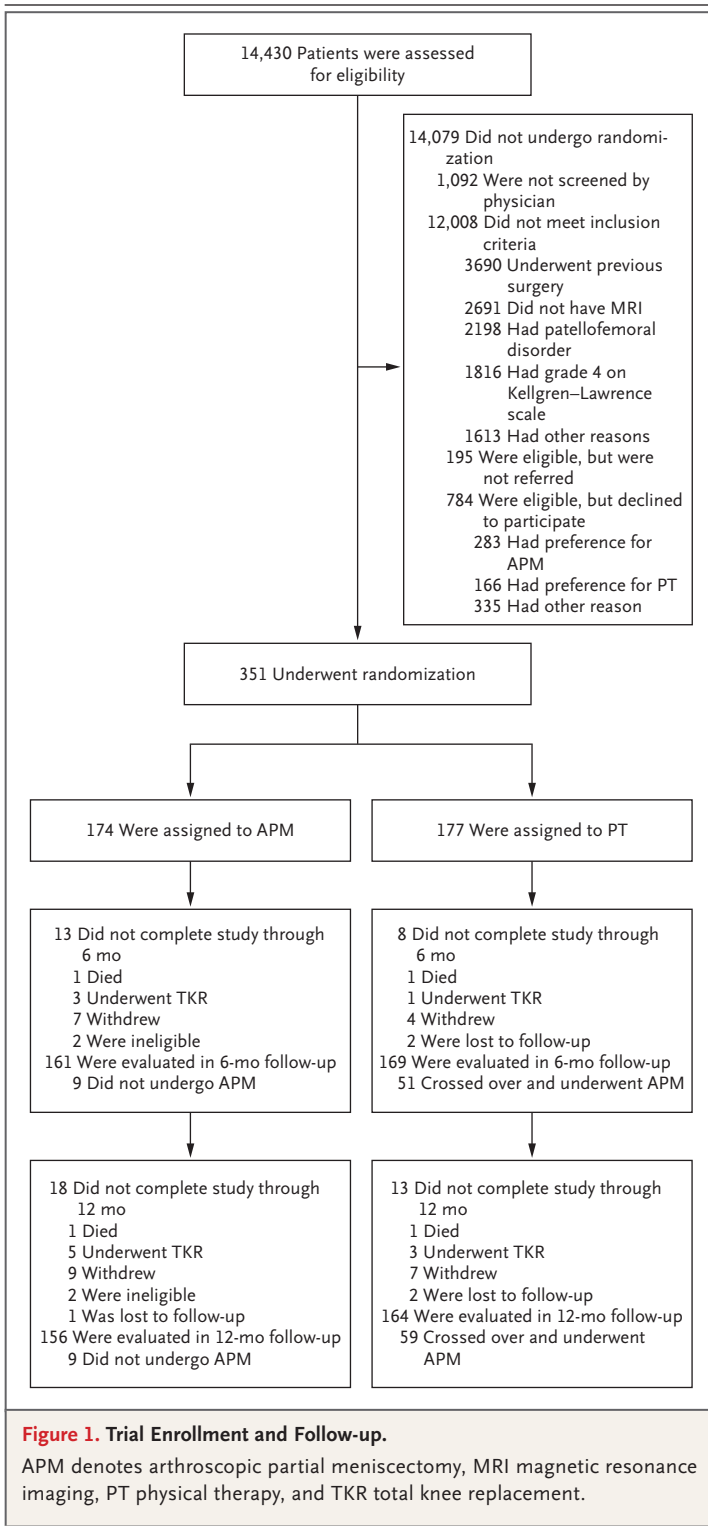 14,430 Patients were assessed
for eligibility
14,079 Did not undergo randomi-
zation
1,092 Were not screened by
physician
12,008 Did not meet inclusion
criteria
3690 Underwent previous
surgery
2691 Did not have MRI
2198 Had patellofemoral
disorder
1816 Had grade 4 on
Kellgren–Lawrence
scale
1613 Had other reasons
195 Were eligible, but were
not referred
784 Were eligible, but declined
to participate
283 Had preference for
APM
166 Had preference for PT
335 Had other reason
351 Underwent randomization
174 Were assigned to APM
177 Were assigned to PT
13 Did not complete study through
6 mo
1 Died
3 Underwent TKR
7 Withdrew
2 Were ineligible
161 Were evaluated in 6-mo follow-up
9 Did not undergo APM
8 Did not complete study through
6 mo
1 Died
1 Underwent TKR
4 Withdrew
2 Were lost to follow-up
169 Were evaluated in 6-mo follow-up
51 Crossed over and underwent APM
18 Did not complete study through
12 mo
1 Died
5 Underwent TKR
9 Withdrew
2 Were ineligible
1 Was lost to follow-up
156 Were evaluated in 12-mo follow-up
9 Did not undergo APM
13 Did not complete study through
12 mo
1 Died
3 Underwent TKR
7 Withdrew
2 Were lost to follow-up
164 Were evaluated in 12-mo follow-up
59 Crossed over and underwent
APM
Figure 1. Trial Enrollment and Follow-up.
APM denotes arthroscopic partial meniscectomy, MRI magnetic resonance
imaging, PT physical therapy, and TKR total knee replacement.